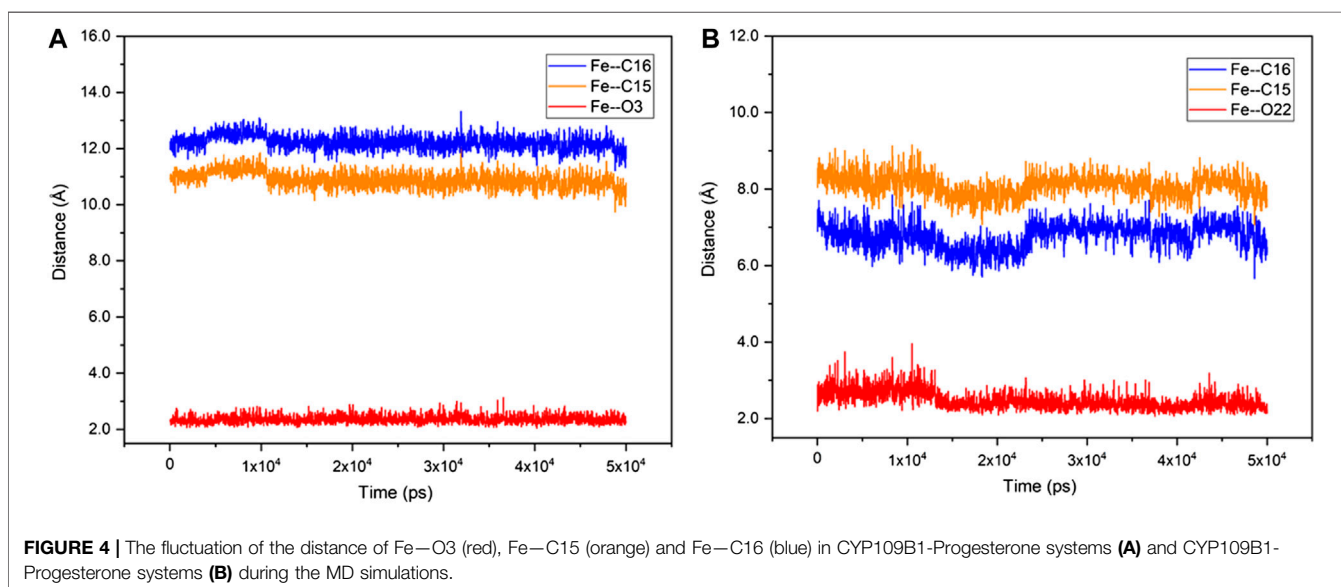 A
16.0
14.0
12.0
10.0
8.0
6.0
4.0
2.0
Distance (Å)
0
1x10⁴
2x10⁴
3x10⁴
4x10⁴
5x10⁴
Time (ps)
Fe--C16
Fe--C15
Fe--O3
B
12.0
10.0
8.0
6.0
4.0
2.0
Distance (Å)
0
1x10⁴
2x10⁴
3x10⁴
4x10⁴
5x10⁴
Time (ps)
Fe--C16
Fe--C15
Fe--O22
FIGURE 4 | The fluctuation of the distance of Fe—O3 (red), Fe—C15 (orange) and Fe—C16 (blue) in CYP109B1-Progesterone systems (A) and CYP109B1-
Progesterone systems (B) during the MD simulations.